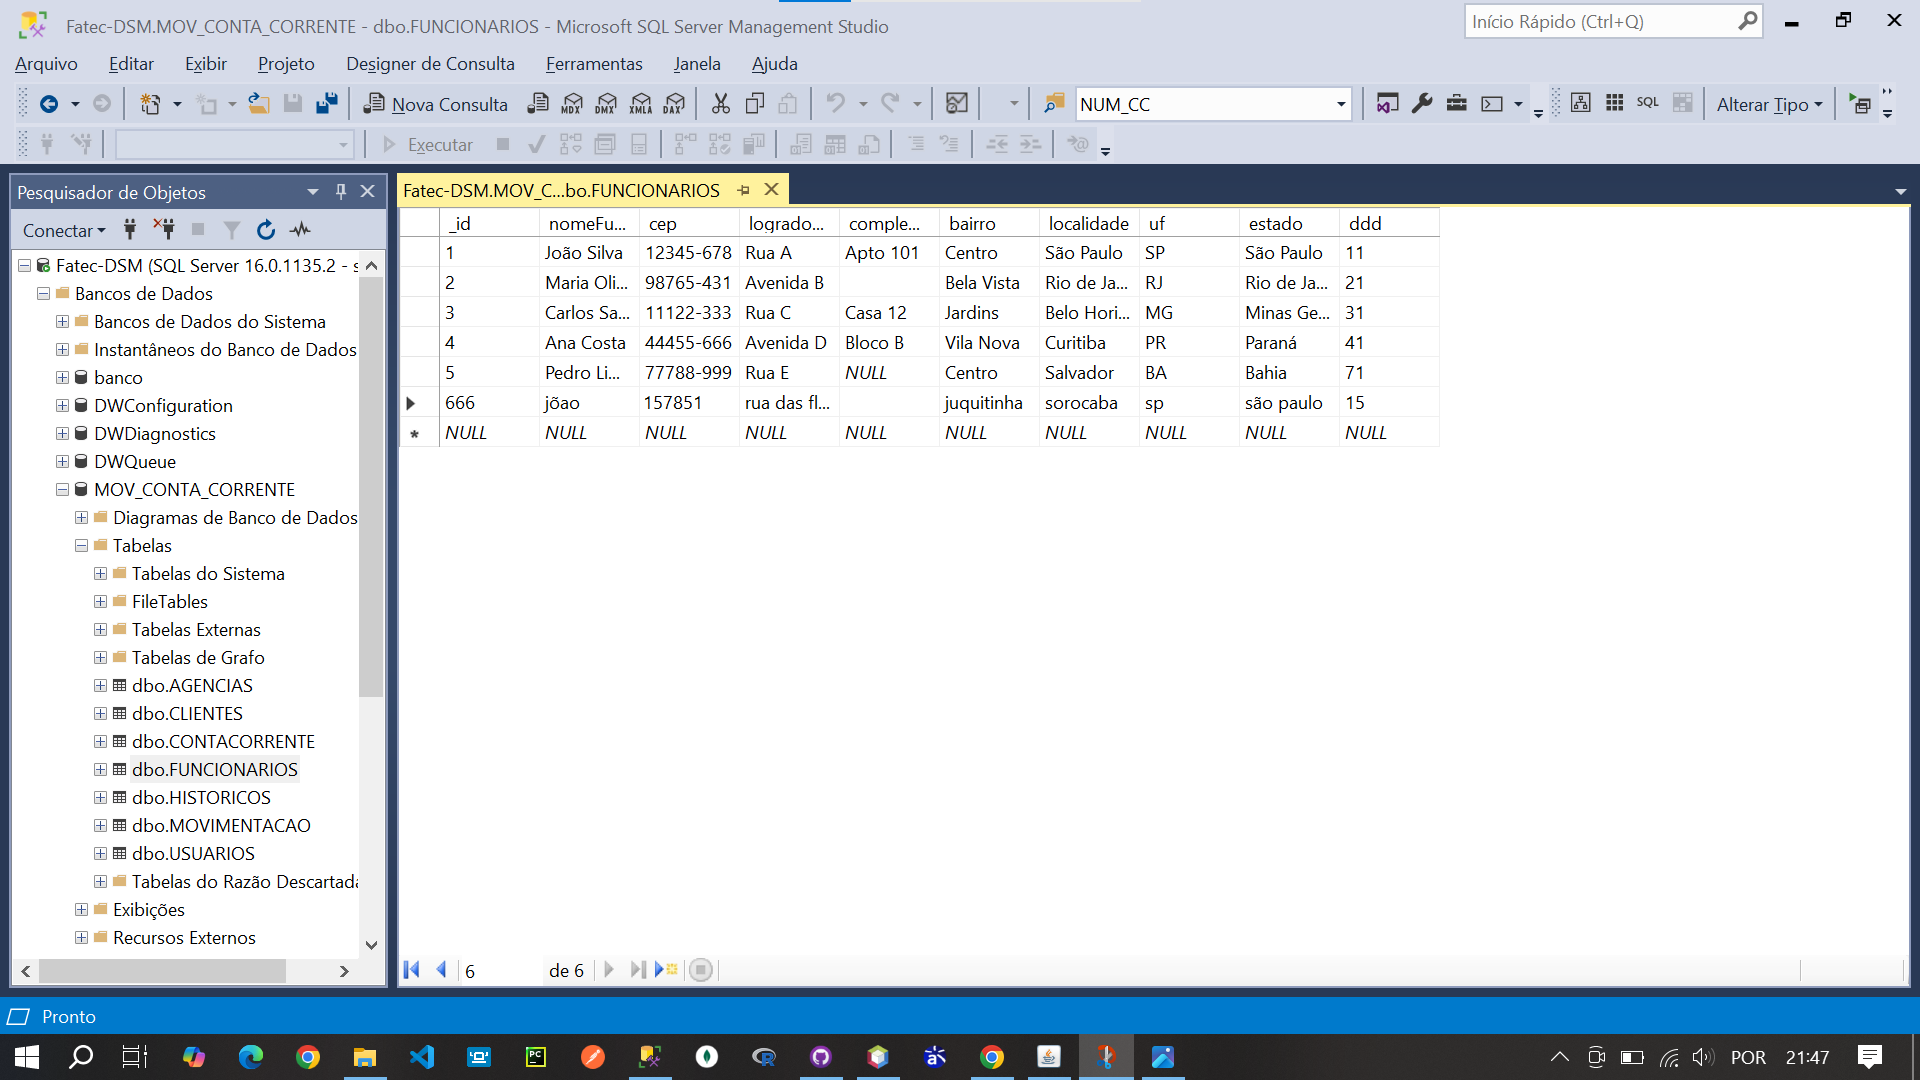 Fatec-DSM.MOV_CONTA_CORRENTE - dbo.FUNCIONARIOS - Microsoft SQL Server Management Studio
Início Rápido (Ctrl+Q)
Arquivo Editar Exibir Projeto Designer de Consulta Ferramentas Janela Ajuda
Nova Consulta MDX DMX XMLA DAX NUM_CC SQL Alterar Tipo
Executar
Pesquisador de Objetos
Conectar
Fatec-DSM (SQL Server 16.0.1135.2 - s
Bancos de Dados
Bancos de Dados do Sistema
Instantâneos do Banco de Dados
banco
DWConfiguration
DWDiagnostics
DWQueue
MOV_CONTA_CORRENTE
Diagramas de Banco de Dados
Tabelas
Tabelas do Sistema
FileTables
Tabelas Externas
Tabelas de Grafo
dbo.AGENCIAS
dbo.CLIENTES
dbo.CONTACORRENTE
dbo.FUNCIONARIOS
dbo.HISTORICOS
dbo.MOVIMENTACAO
dbo.USUARIOS
Tabelas do Razão Descartada
Exibições
Recursos Externos
Fatec-DSM.MOV_C...bo.FUNCIONARIOS
_id nomeFu... cep logrado... comple... bairro localidade uf estado ddd
1 João Silva 12345-678 Rua A Apto 101 Centro São Paulo SP São Paulo 11
2 Maria Oli... 98765-431 Avenida B Bela Vista Rio de Ja... RJ Rio de Ja... 21
3 Carlos Sa... 11122-333 Rua C Casa 12 Jardins Belo Hori... MG Minas Ge... 31
4 Ana Costa 44455-666 Avenida D Bloco B Vila Nova Curitiba PR Paraná 41
5 Pedro Li... 77788-999 Rua E NULL Centro Salvador BA Bahia 71
666 jõao 157851 rua das fl... juquitinha sorocaba sp são paulo 15
NULL NULL NULL NULL NULL NULL NULL NULL NULL NULL
6 de 6
Pronto
PC
R
POR 21:47